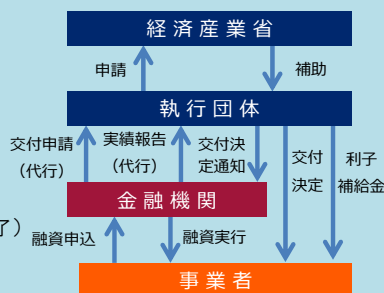 経済産業省
申請
補助
執行団体
交付申請
（代行）
実績報告
（代行）
交付決
定通知
交付
決定
利子
補給金
金融機関
了）
融資申込
融資実行
事業者